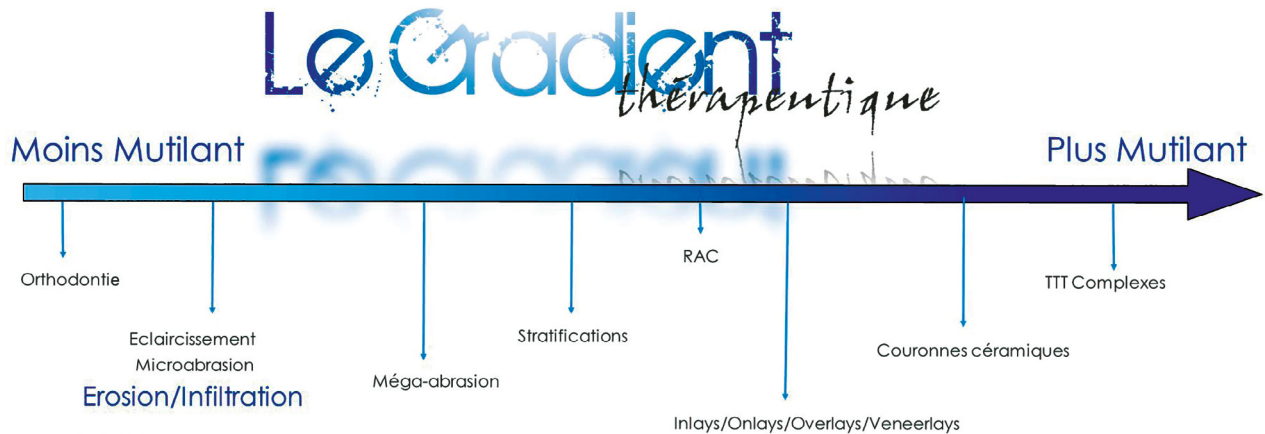 Le Gradient
thérapeutique
Moins Mutilant
Plus Mutilant
Orthodontie
Eclaircissement
Microabrasion
Erosion/Infiltration
Méga-abrasion
Stratifications
RAC
Inlays/Onlays/Overlays/Veneerlays
Couronnes céramiques
TTT Complexes